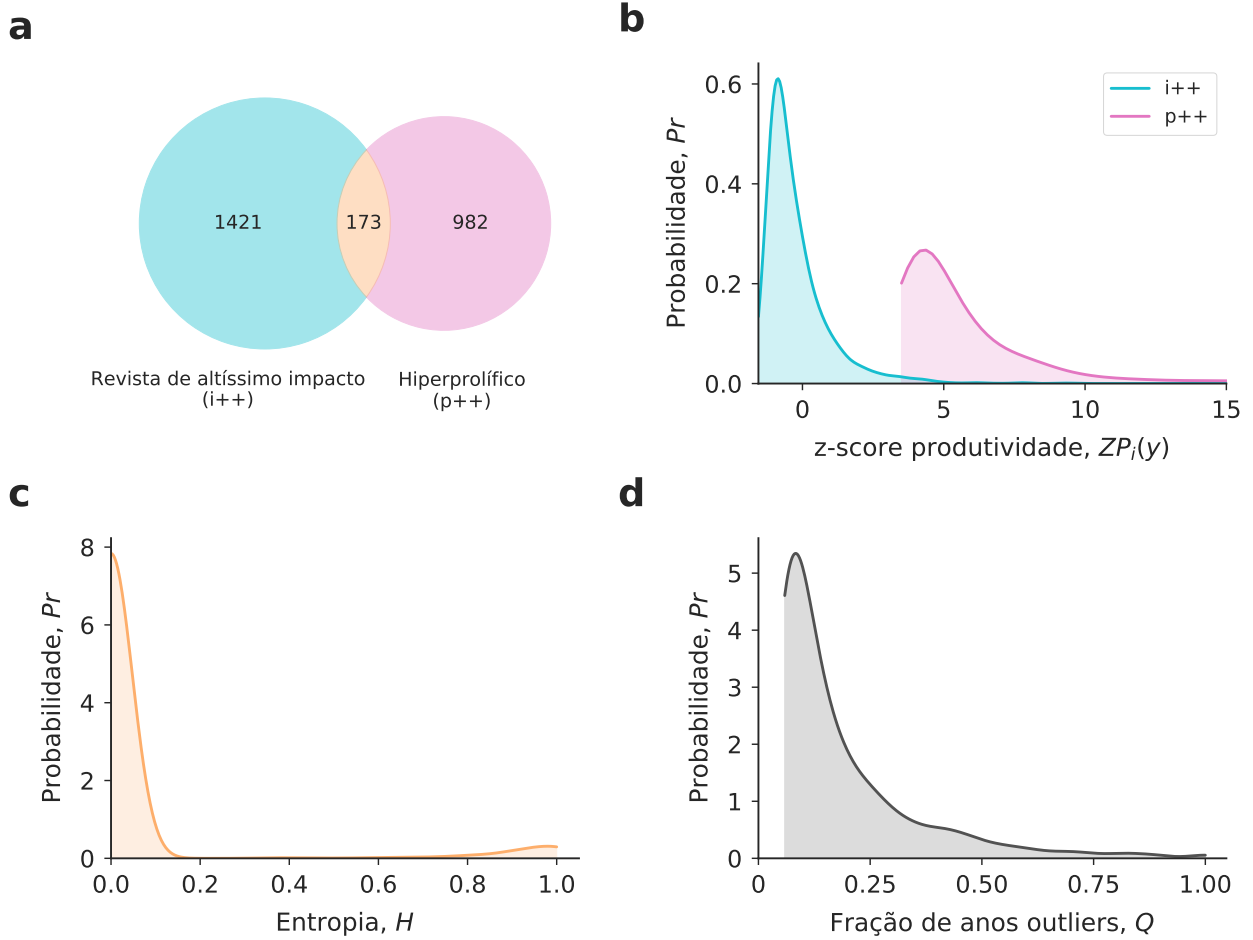 a
1421
173
982
Revista de altíssimo impacto
(i++)
Hiperprolífico
(p++)
b
i++
p++
0.6
0.4
0.2
0.0
Probabilidade, Pr
0
5
10
15
z-score produtividade, ZPi(y)
c
8
6
4
2
0
Probabilidade, Pr
0.0
0.2
0.4
0.6
0.8
1.0
Entropia, H
d
5
4
3
2
1
0
Probabilidade, Pr
0
0.25
0.50
0.75
1.00
Fração de anos outliers, Q